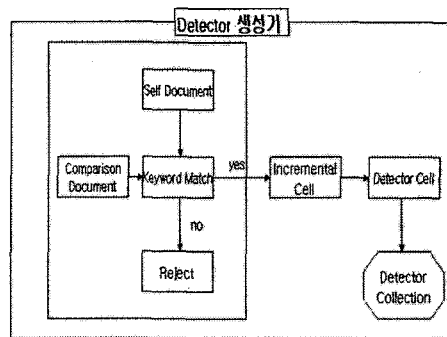 Detector 생성기
Self Document
Comparison
Document
Keyword Match
yes
Incremental
Cell
Detector Cell
no
Reject
Detector
Collection